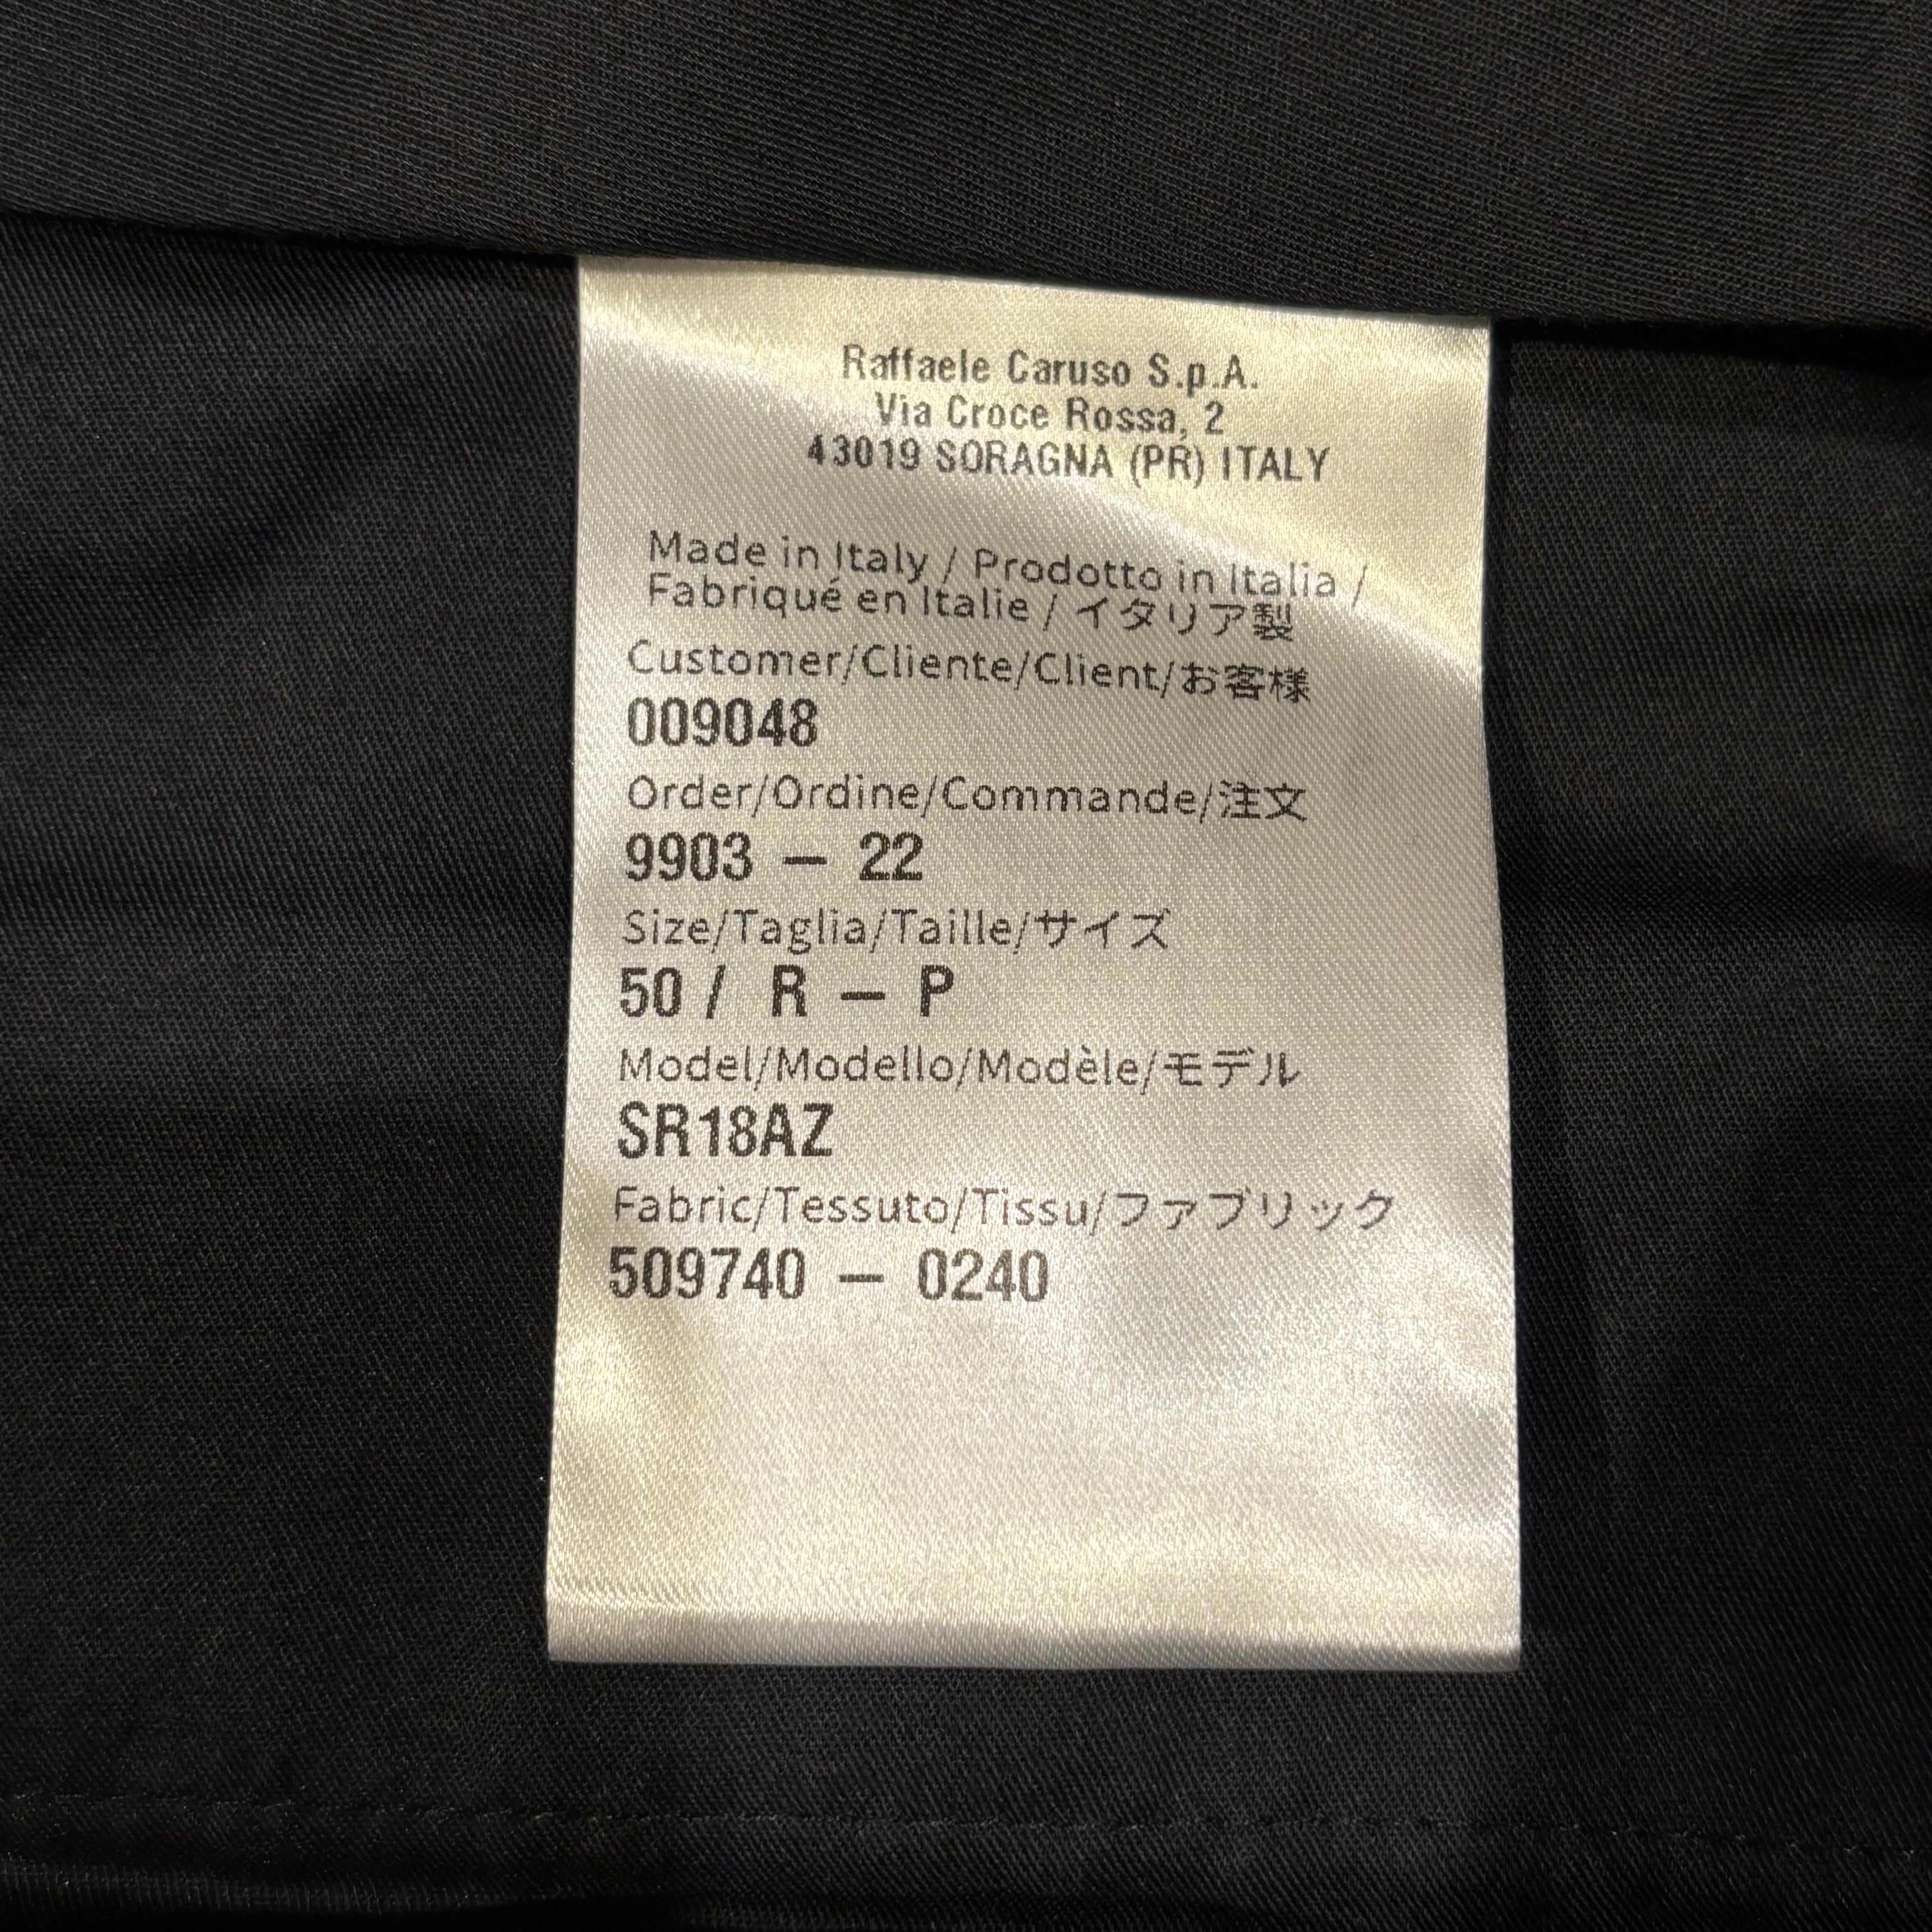 Raffaele Caruso S.p.A.
Via Croce Rossa, 2
43019 SORAGNA (PR) ITALY
Made in Italy / Prodotto in Italia /
Fabriqué en Italie / イタリア製
Customer/Cliente/Client/お客様
009048
Order/Ordine/Commande/注文
9903 – 22
Size/Taglia/Taille/サイズ
50 / R – P
Model/Modello/Modèle/モデル
SR18AZ
Fabric/Tessuto/Tissu/ファブリック
509740 – 0240